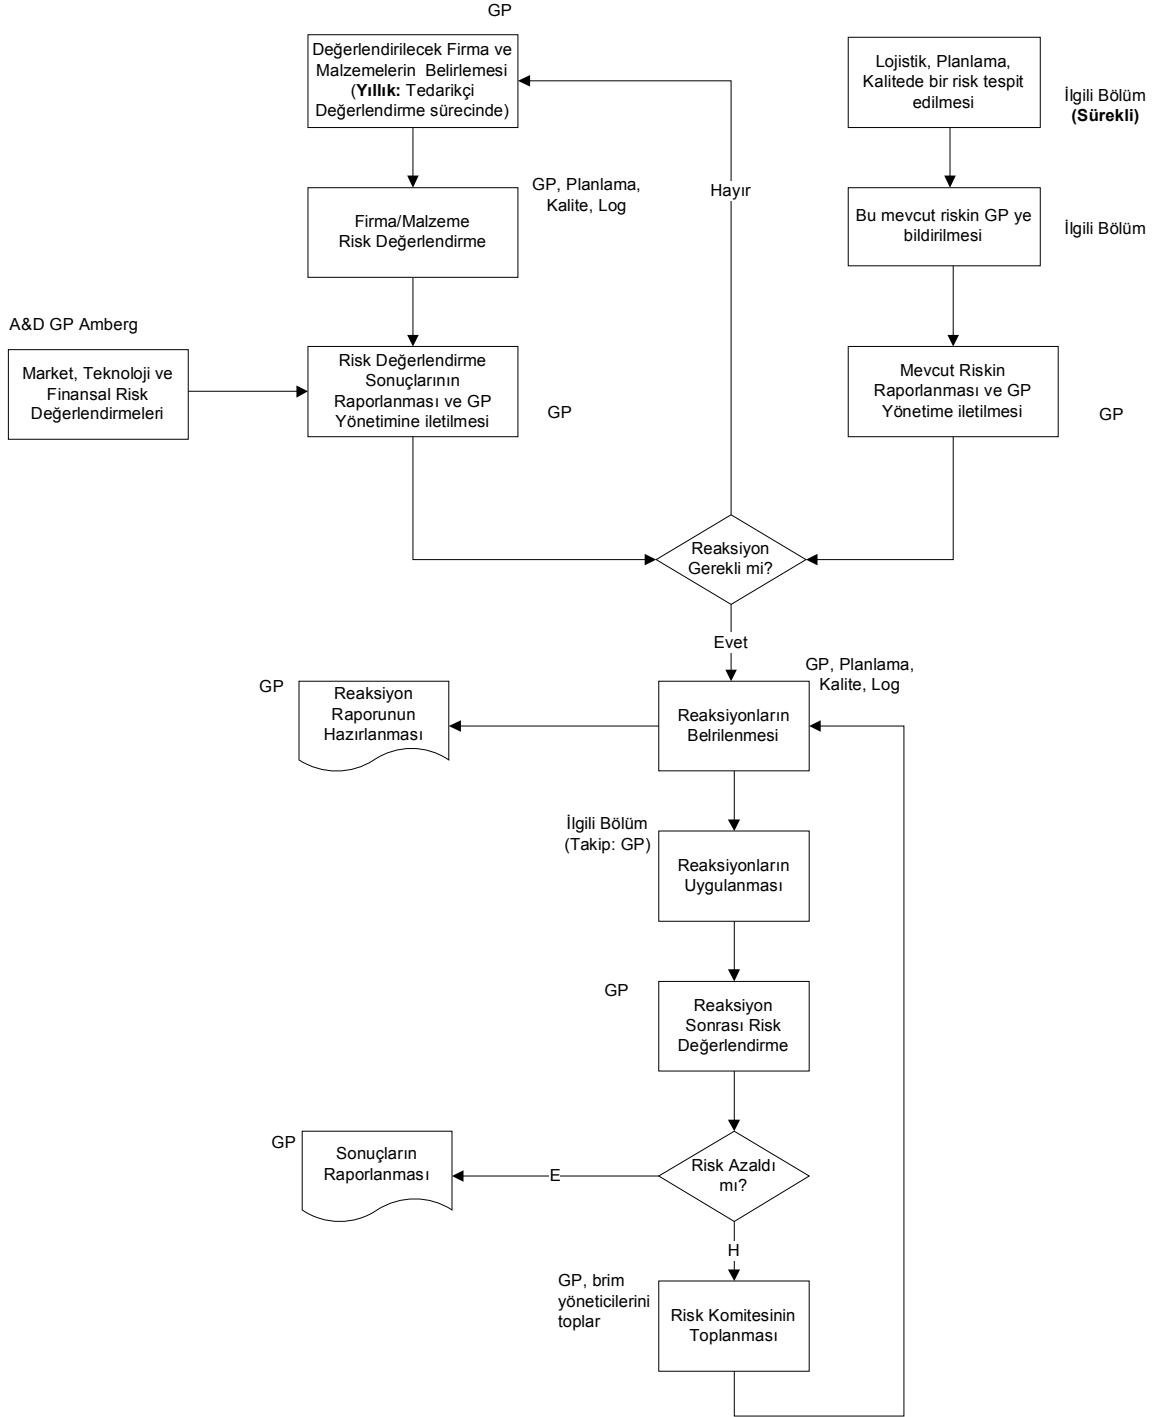 GP
Değerlendirilecek Firma ve
Malzemelerin Belirlemesi
(Yıllık: Tedarikçi
Değerlendirme sürecinde)
Lojistik, Planlama,
Kalitede bir risk tespit
edilmesi
İlgili Bölüm
(Sürekli)
GP, Planlama,
Kalite, Log
Hayır
Firma/Malzeme
Risk Değerlendirme
Bu mevcut riskin GP ye
bildirilmesi
İlgili Bölüm
A&D GP Amberg
Market, Teknoloji ve
Finansal Risk
Değerlendirmeleri
Risk Değerlendirme
Sonuçlarının
Raporlanması ve GP
Yönetimine iletilmesi
GP
Mevcut Riskin
Raporlanması ve GP
Yönetime iletilmesi
GP
Reaksiyon
Gerekli mi?
Evet
GP, Planlama,
Kalite, Log
GP
Reaksiyon
Raporunun
Hazırlanması
Reaksiyonların
Belrilenmesi
İlgili Bölüm
(Takip: GP)
Reaksiyonların
Uygulanması
GP
Reaksiyon
Sonrası Risk
Değerlendirme
GP
Sonuçların
Raporlanması
E
Risk Azaldı
mı?
H
GP, brim
yöneticilerini
toplar
Risk Komitesinin
Toplanması